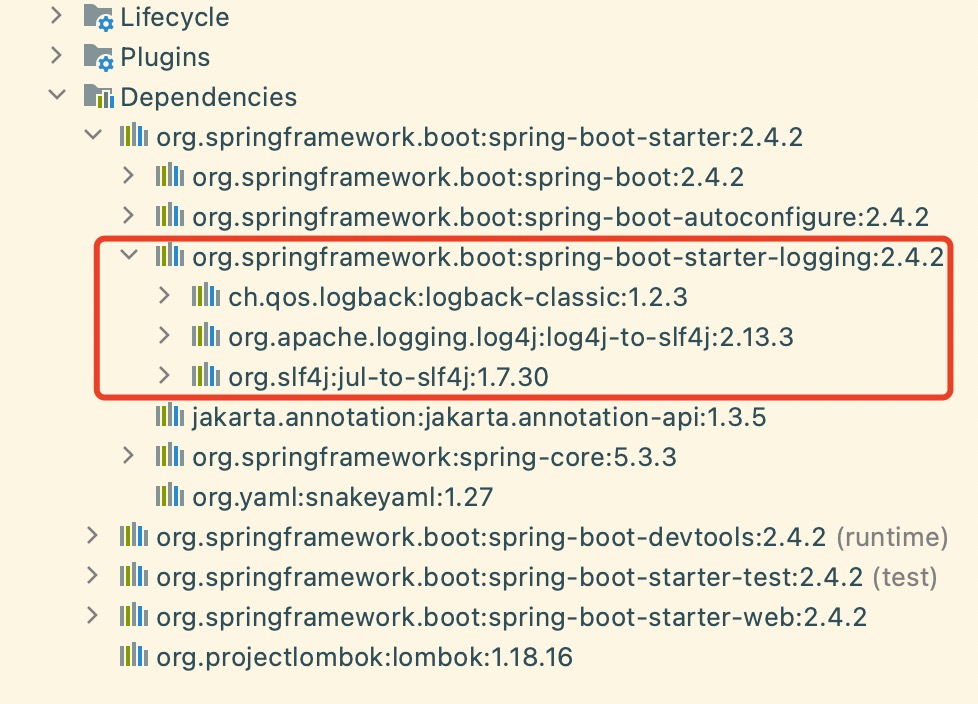 Lifecycle
Plugins
Dependencies
org.springframework.boot:spring-boot-starter:2.4.2
org.springframework.boot:spring-boot:2.4.2
org.springframework.boot:spring-boot-autoconfigure:2.4.2
org.springframework.boot:spring-boot-starter-logging:2.4.2
ch.qos.logback:logback-classic:1.2.3
org.apache.logging.log4j:log4j-to-slf4j:2.13.3
org.slf4j:jul-to-slf4j:1.7.30
jakarta.annotation:jakarta.annotation-api:1.3.5
org.springframework:spring-core:5.3.3
org.yaml:snakeyaml:1.27
org.springframework.boot:spring-boot-devtools:2.4.2 (runtime)
org.springframework.boot:spring-boot-starter-test:2.4.2 (test)
org.springframework.boot:spring-boot-starter-web:2.4.2
org.projectlombok:lombok:1.18.16